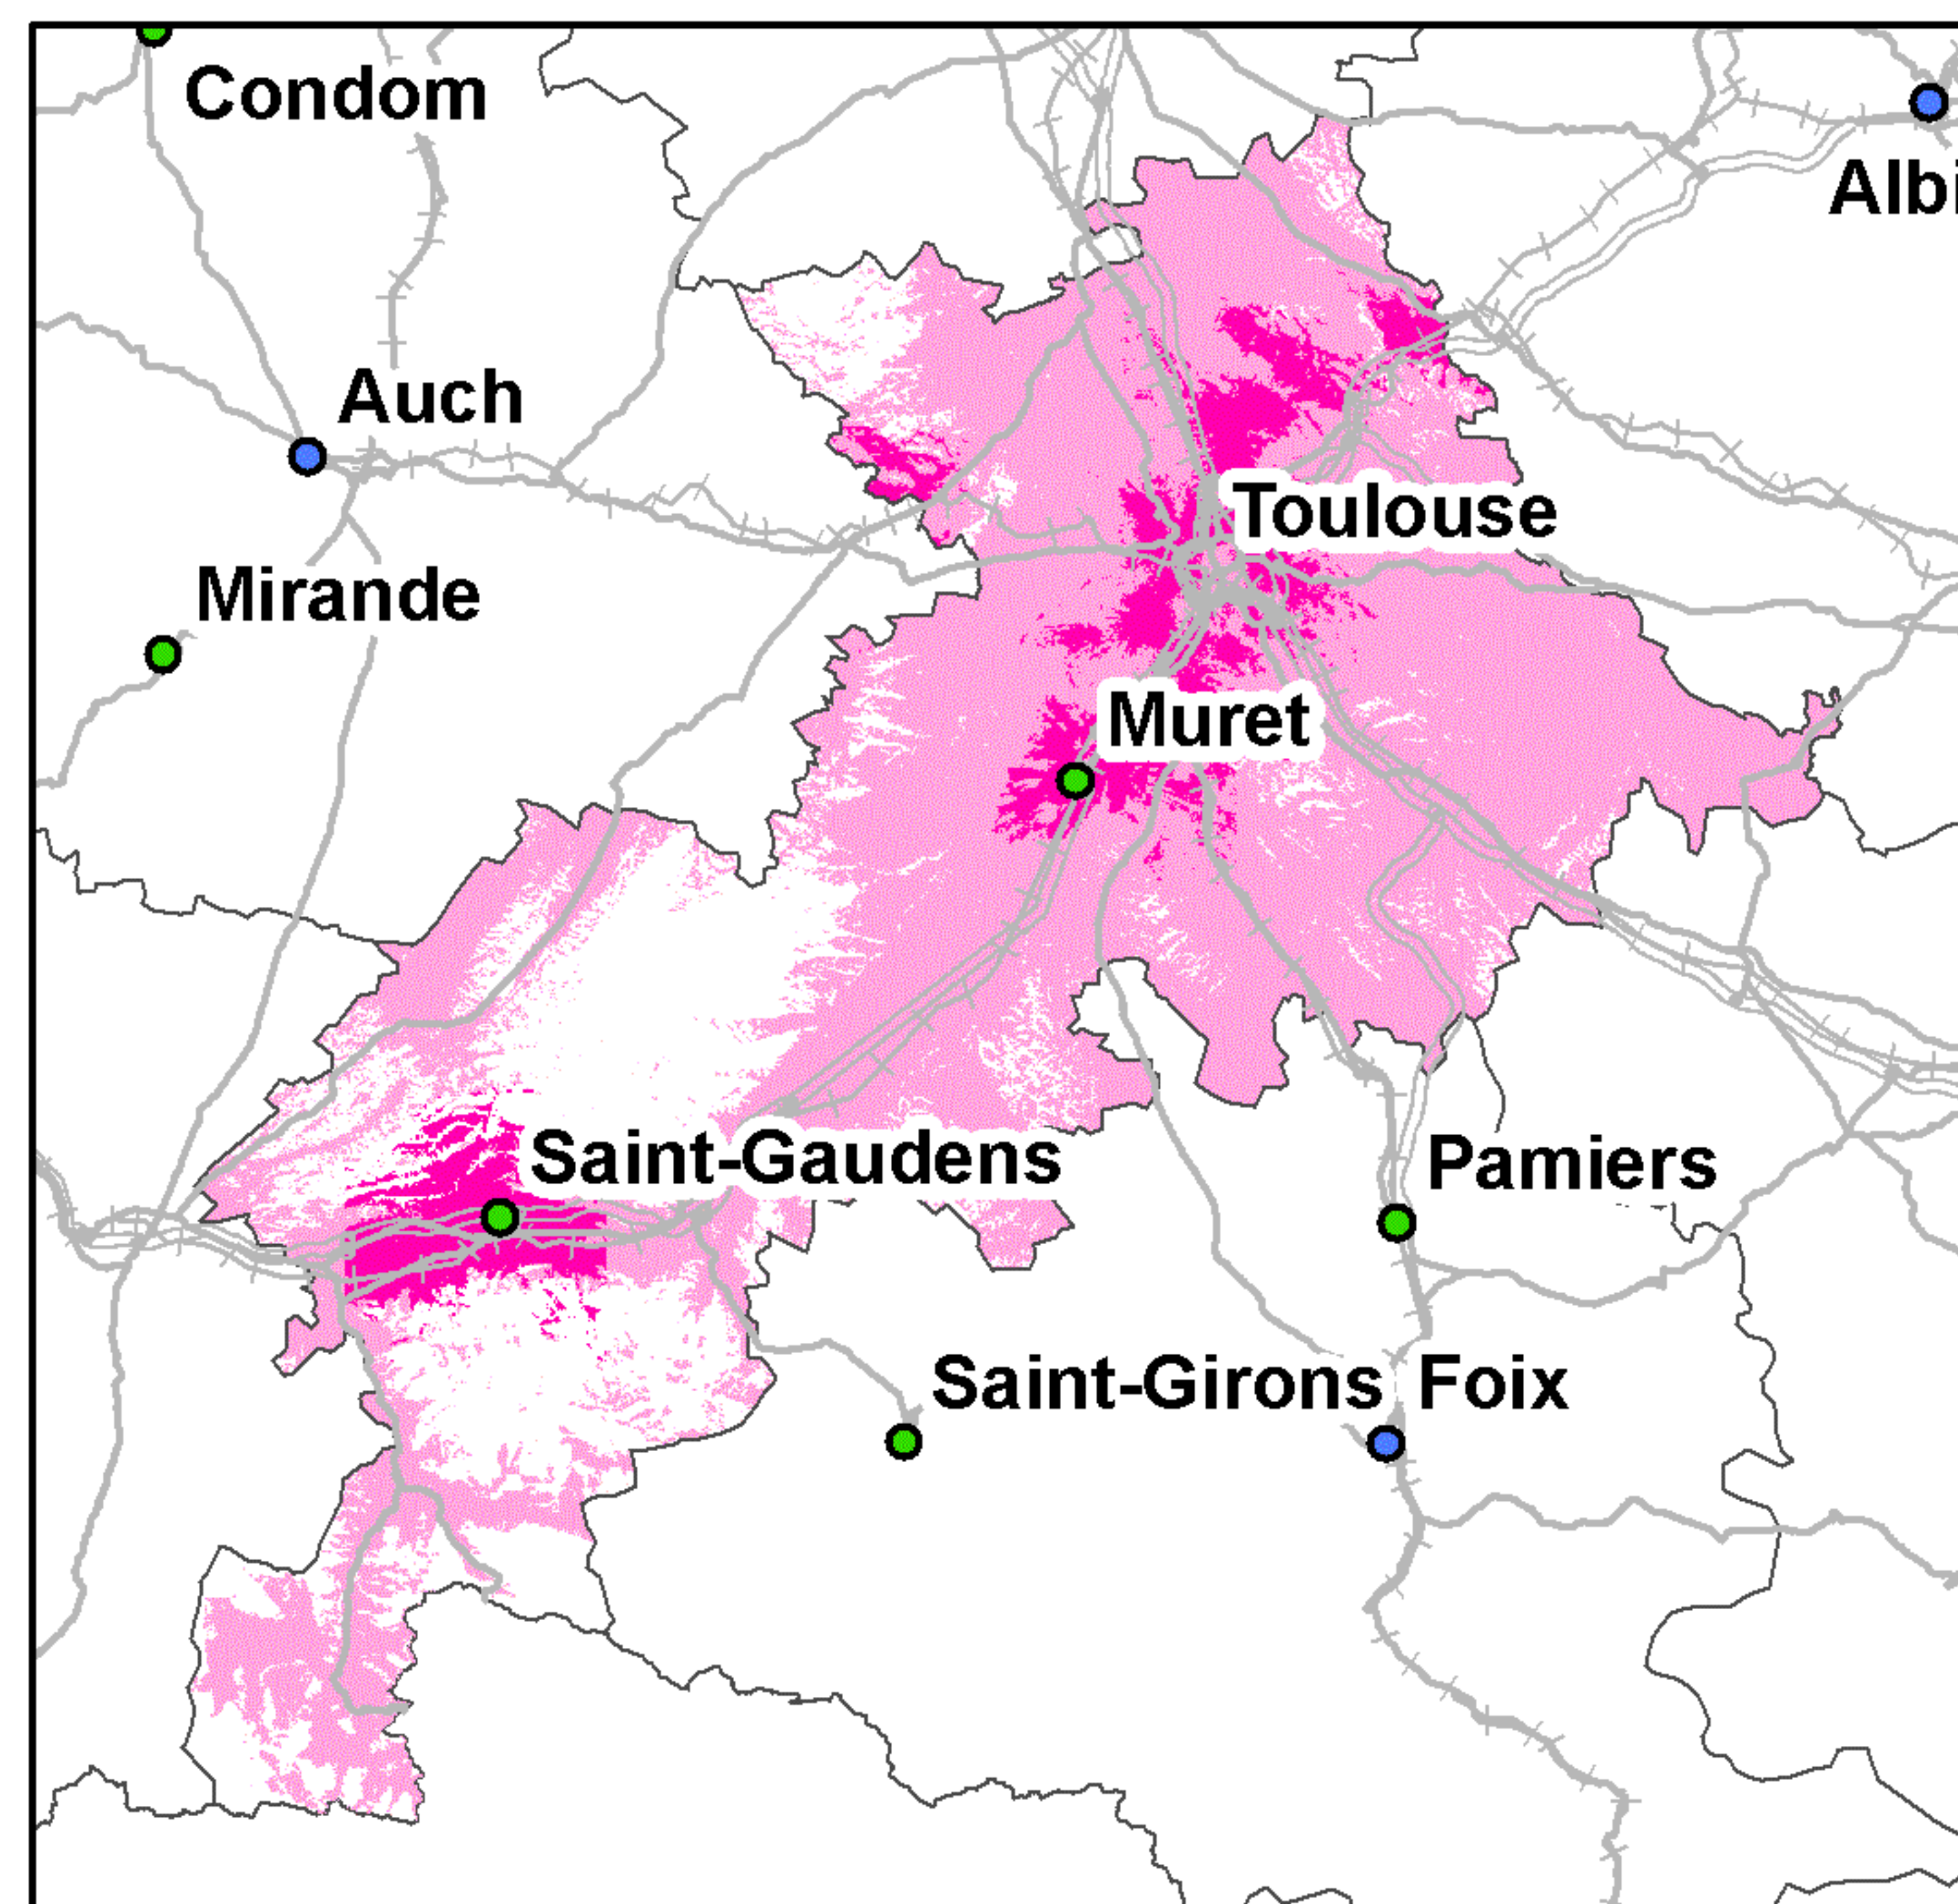 Condom
Albi
Auch
Toulouse
Mirande
Muret
Saint-Gaudens
Pamiers
Saint-Girons Foix